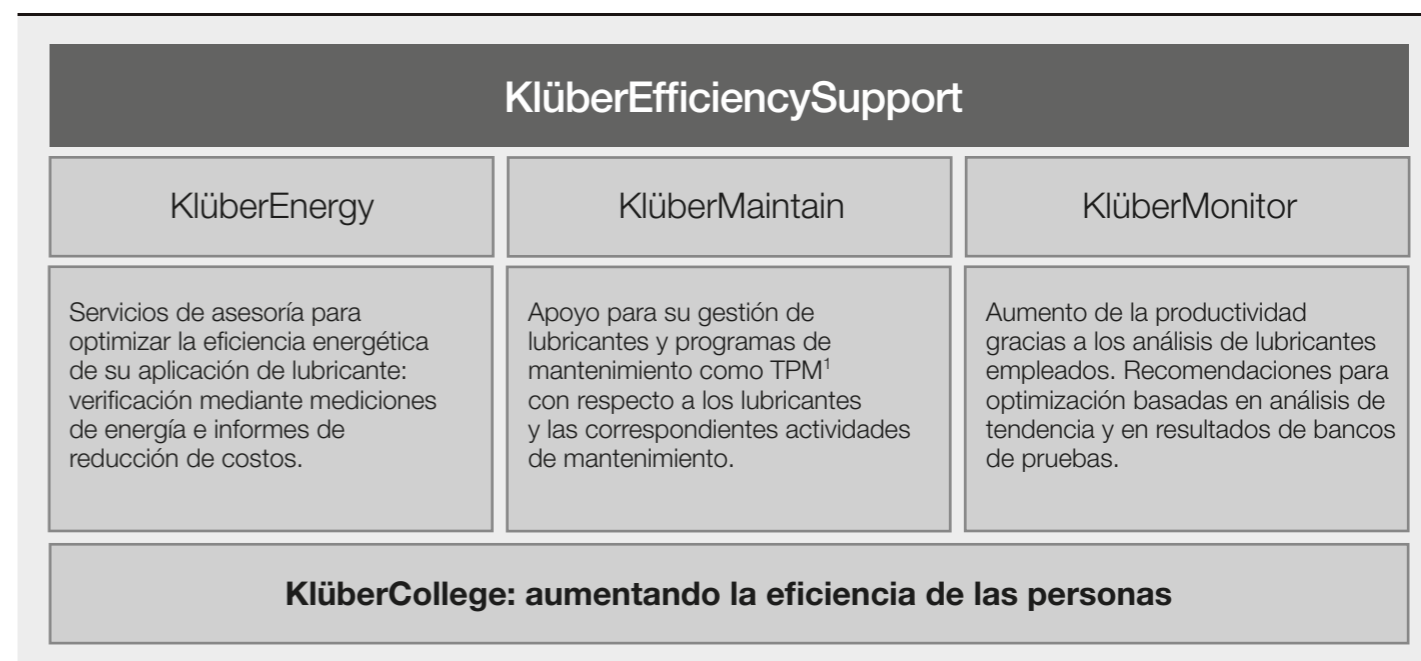 KlüberEfficiencySupport
KlüberEnergy
KlüberMaintain
KlüberMonitor
Servicios de asesoría para
optimizar la eficiencia energética
de su aplicación de lubricante:
verificación mediante mediciones
de energía e informes de
reducción de costos.
Apoyo para su gestión de
lubricantes y programas de
mantenimiento como TPM¹
con respecto a los lubricantes
y las correspondientes actividades
de mantenimiento.
Aumento de la productividad
gracias a los análisis de lubricantes
empleados. Recomendaciones para
optimización basadas en análisis de
tendencia y en resultados de bancos
de pruebas.
KlüberCollege: aumentando la eficiencia de las personas